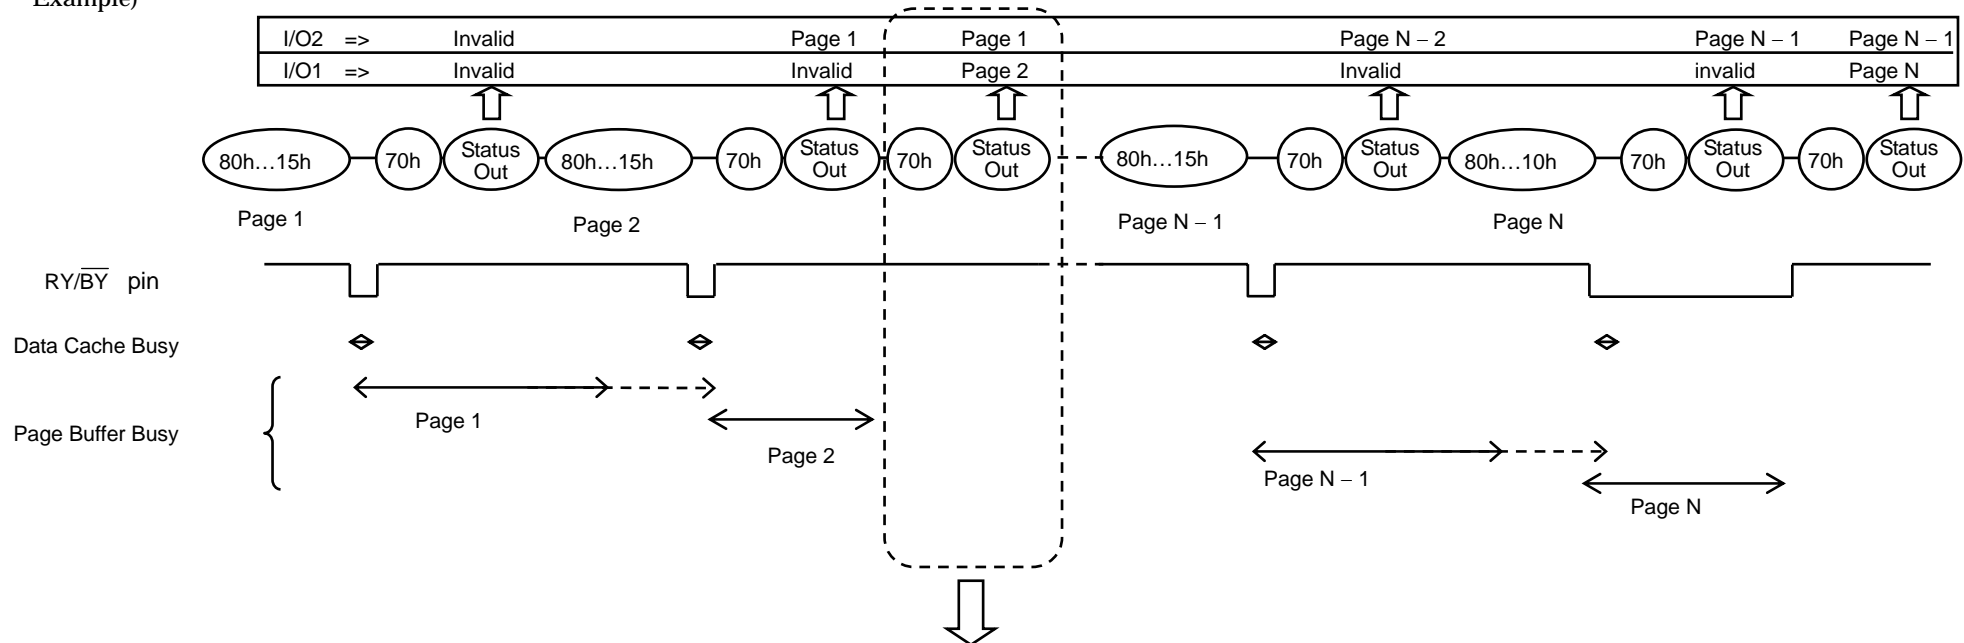 Example)
I/O2 => Invalid Page 1 Page 1 Page N – 2 Page N – 1 Page N – 1
I/O1 => Invalid Invalid Page 2 Invalid invalid Page N
80h…15h 70h Status Out 80h…15h 70h Status Out 70h Status Out 80h…15h 70h Status Out 80h…10h 70h Status Out 70h Status Out
Page 1 Page 2 Page N – 1 Page N
RY/BY pin
Data Cache Busy
Page Buffer Busy
Page 1
Page 2
Page N – 1
Page N